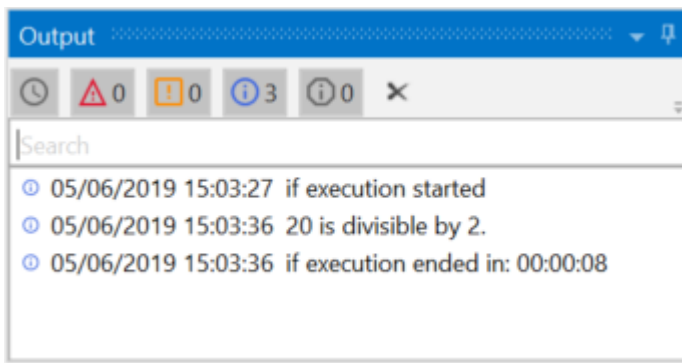 Output
0 0 3 0
Search
05/06/2019 15:03:27 if execution started
05/06/2019 15:03:36 20 is divisible by 2.
05/06/2019 15:03:36 if execution ended in: 00:00:08